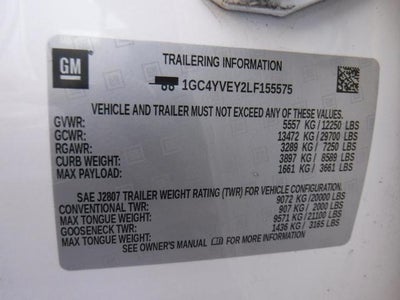 GM
TRAILERING INFORMATION
1GC4YVEY2LF155575
VEHICLE AND TRAILER MUST NOT EXCEED ANY OF THESE WEIGHTS
GVWR: 5557 KG / 12250 LBS
GCWR: 13472 KG / 29700 LBS
RGAWR: 3289 KG / 7250 LBS
CURB WEIGHT: 3897 KG / 8589 LBS
MAX PAYLOAD: 1661 KG / 3661 LBS
SAE J2807 TRAILER WEIGHT RATING (TWR) FOR VEHICLE CONFIGURATION.
CONVENTIONAL TWR: 9072 KG / 20000 LBS
MAX TONGUE WEIGHT: 907 KG / 2000 LBS
GOOSENECK TWR: 9571 KG / 21100 LBS
MAX TONGUE WEIGHT: 1436 KG / 3165 LBS
SEE OWNER'S MANUAL FOR MORE INFORMATION